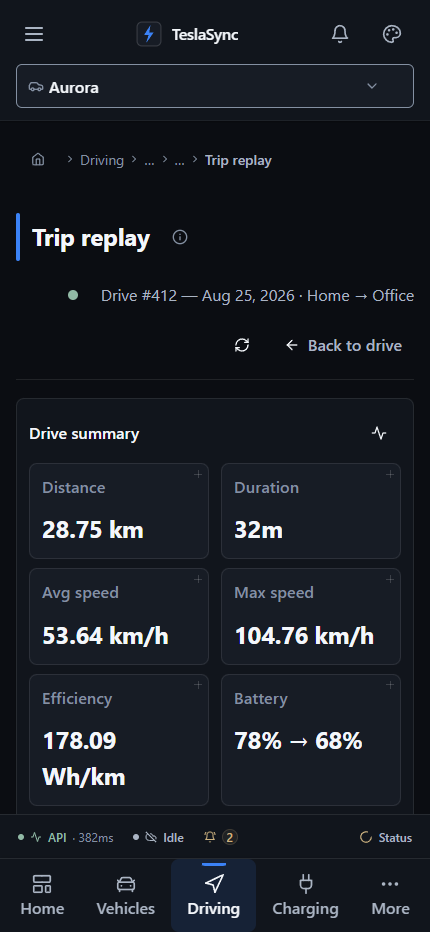 TeslaSync
Aurora
Driving > ... > ... > Trip replay
Trip replay
Drive #412 — Aug 25, 2026 · Home → Office
← Back to drive
Drive summary
Distance
28.75 km
Duration
32m
Avg speed
53.64 km/h
Max speed
104.76 km/h
Efficiency
178.09
Wh/km
Battery
78% → 68%
API · 382ms
Idle
2
Status
Home
Vehicles
Driving
Charging
More